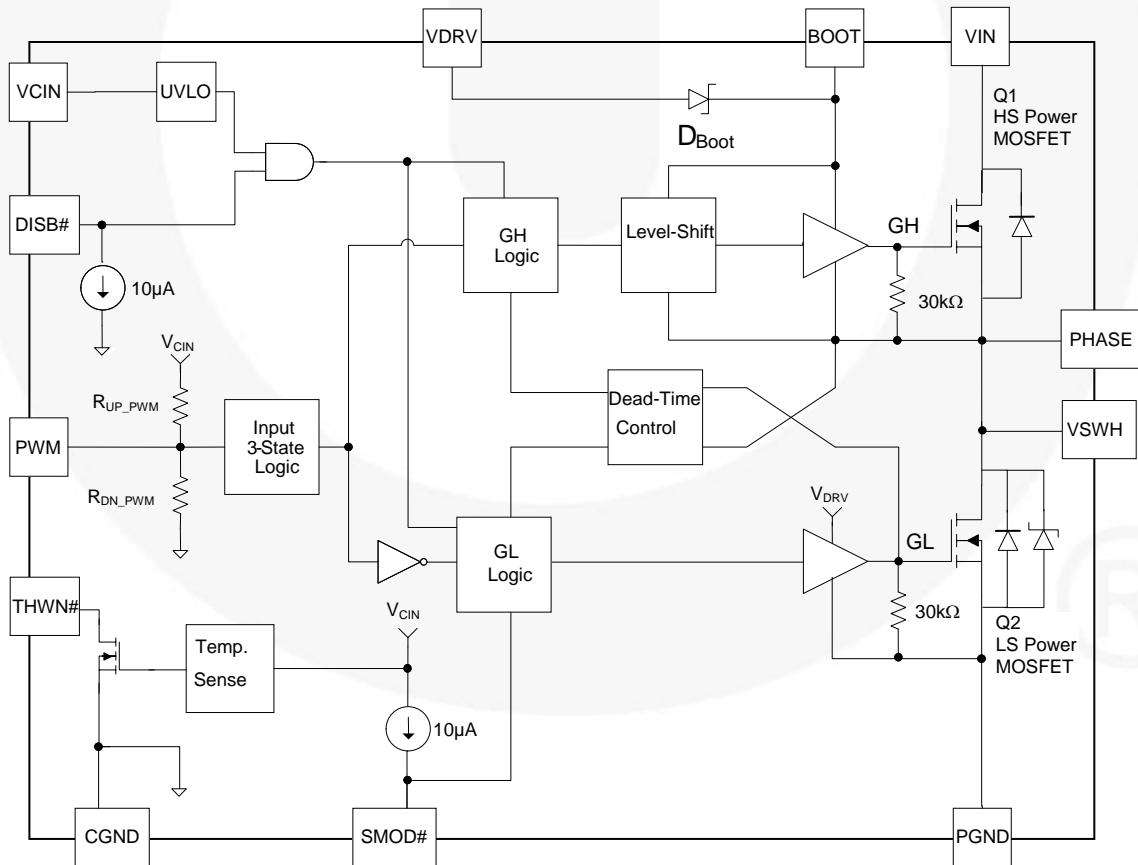 VDRV
BOOT
VIN
VCIN
UVLO
Q1
HS Power
MOSFET
DBoot
DISB#
GH
Logic
Level-Shift
GH
10µA
30kΩ
VCIN
PHASE
RUP_PWM
Dead-Time
Control
PWM
Input
3-State
Logic
VSWH
RDN_PWM
VDRV
GL
Logic
GL
THWN#
VCIN
30kΩ
Temp.
Sense
Q2
LS Power
MOSFET
10µA
CGND
SMOD#
PGND
®